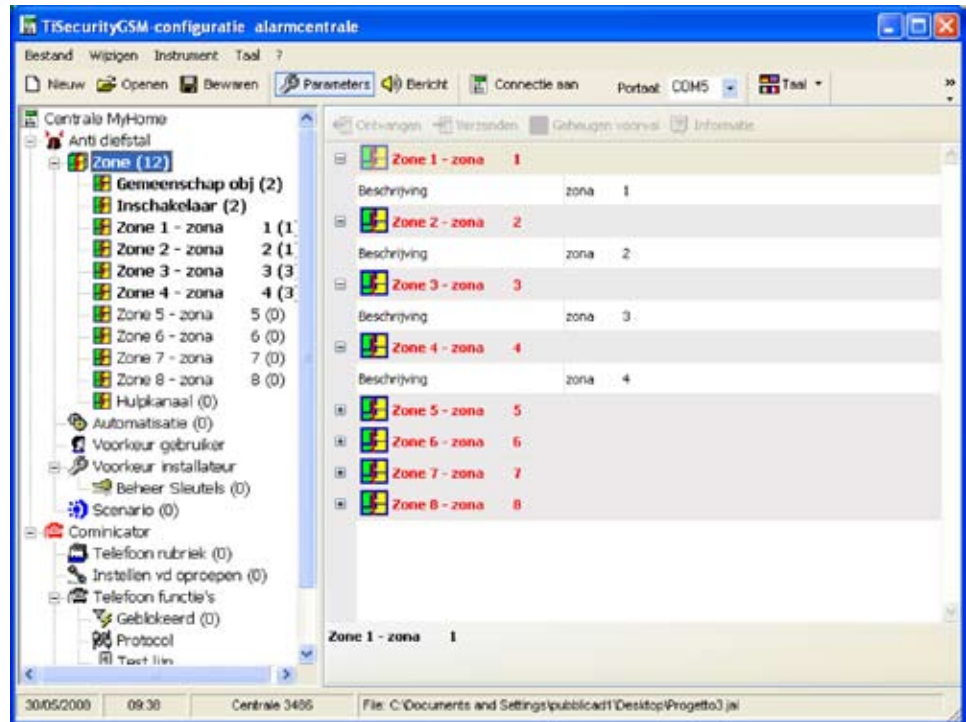 TiSecurityGSM-configuratie alarmcentrale
Bestand Wijzigen Instrument Taal ?
Nieuw Openen Bewaren Parameters Bericht Connectie aan Portaal: COM5 Taal
Centrale MyHome
Anti diefstal
Zone (12)
Gemeenschap obj (2)
Inschakelaar (2)
Zone 1 - zona 1 (1
Zone 2 - zona 2 (1
Zone 3 - zona 3 (3
Zone 4 - zona 4 (3
Zone 5 - zona 5 (0)
Zone 6 - zona 6 (0)
Zone 7 - zona 7 (0)
Zone 8 - zona 8 (0)
Hulpkanaal (0)
Automatisatie (0)
Voorkeur gebruiker
Voorkeur installateur
Beheer Sleutels (0)
Scenario (0)
Cominicator
Telefoon rubriek (0)
Instellen vd oproepen (0)
Telefoon functie's
Geblokeerd (0)
Protocol
Test lijn
Ontvangen Verzenden Geheugen voorval Informatie
Zone 1 - zona 1
Beschrijving zona 1
Zone 2 - zona 2
Beschrijving zona 2
Zone 3 - zona 3
Beschrijving zona 3
Zone 4 - zona 4
Beschrijving zona 4
Zone 5 - zona 5
Zone 6 - zona 6
Zone 7 - zona 7
Zone 8 - zona 8
Zone 1 - zona 1
30/05/2008 09:38 Centrale 3486 File: C:\Documents and Settings\pubblicad1\Desktop\Progetto3.jai